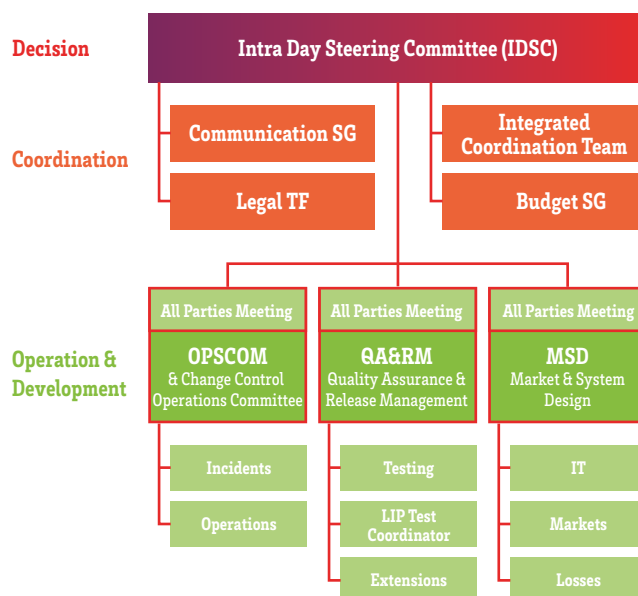 Decision
Intra Day Steering Committee (IDSC)
Coordination
Communication SG
Integrated
Coordination Team
Legal TF
Budget SG
Operation &
Development
All Parties Meeting
OPSCOM
& Change Control
Operations Committee
All Parties Meeting
QA&RM
Quality Assurance &
Release Management
All Parties Meeting
MSD
Market & System
Design
Incidents
Operations
Testing
LIP Test
Coordinator
Extensions
IT
Markets
Losses